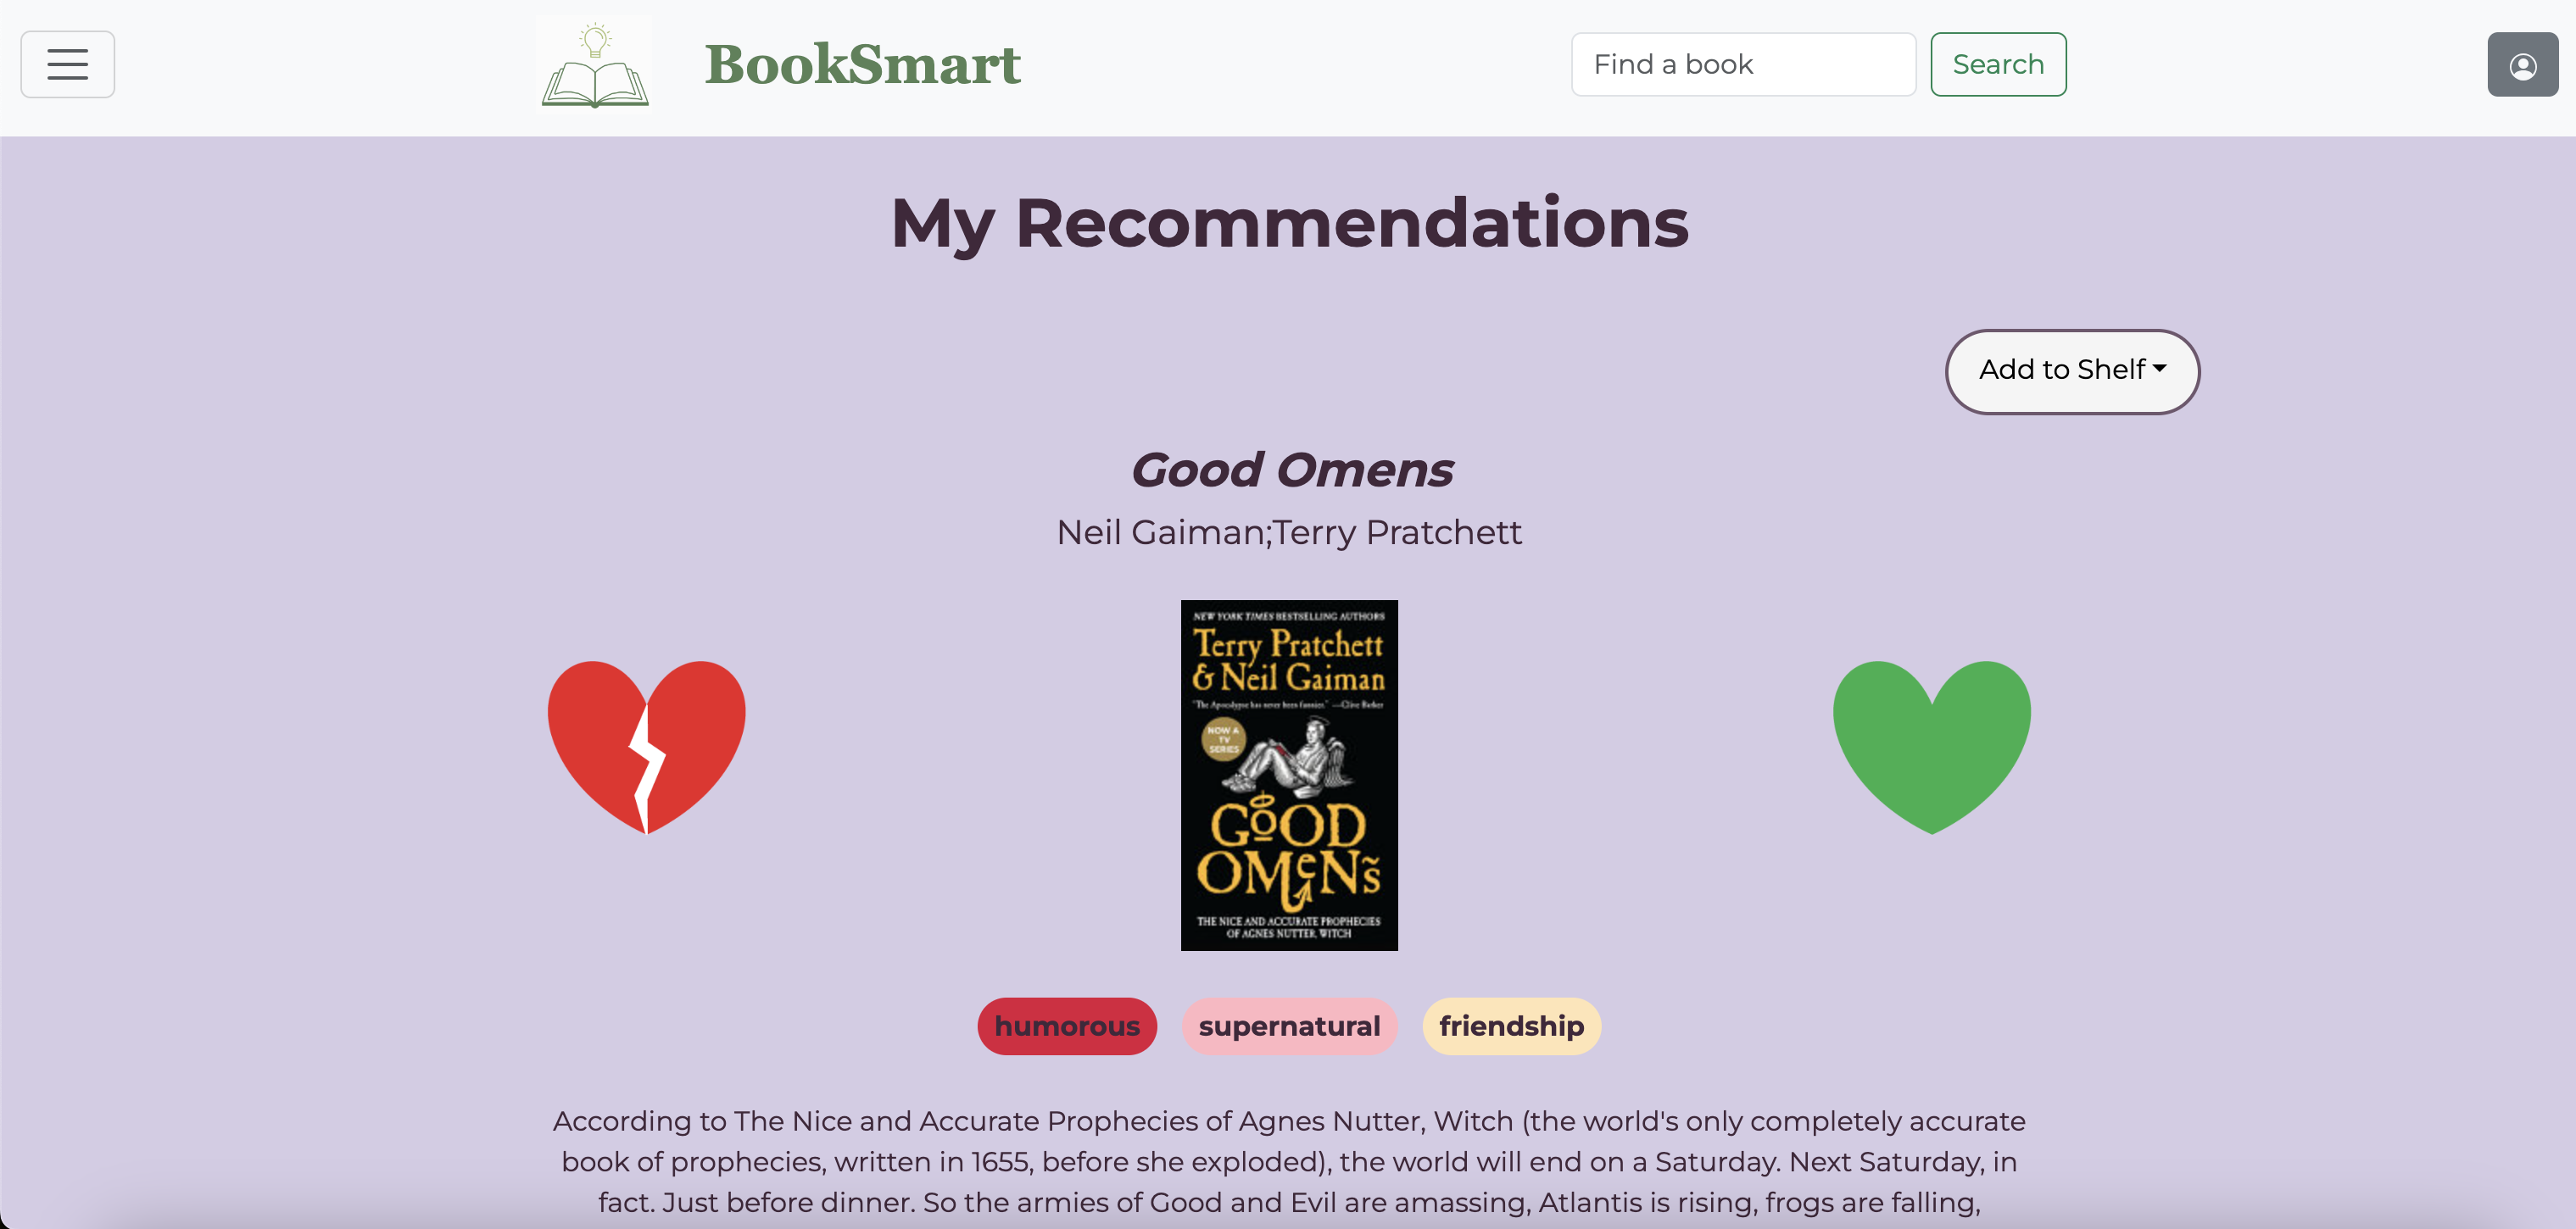 BookSmart
Find a book
Search
My Recommendations
Add to Shelf
Good Omens
Neil Gaiman;Terry Pratchett
NEW YORK TIMES BESTSELLING AUTHORS
Terry Pratchett
& Neil Gaiman
"The Apocalypse has never been funnier." —Clive Barker
NOW A
TV
SERIES
GOOD
OMENS
THE NICE AND ACCURATE PROPHECIES
OF AGNES NUTTER, WITCH
humorous
supernatural
friendship
According to The Nice and Accurate Prophecies of Agnes Nutter, Witch (the world's only completely accurate
book of prophecies, written in 1655, before she exploded), the world will end on a Saturday. Next Saturday, in
fact. Just before dinner. So the armies of Good and Evil are amassing, Atlantis is rising, frogs are falling,